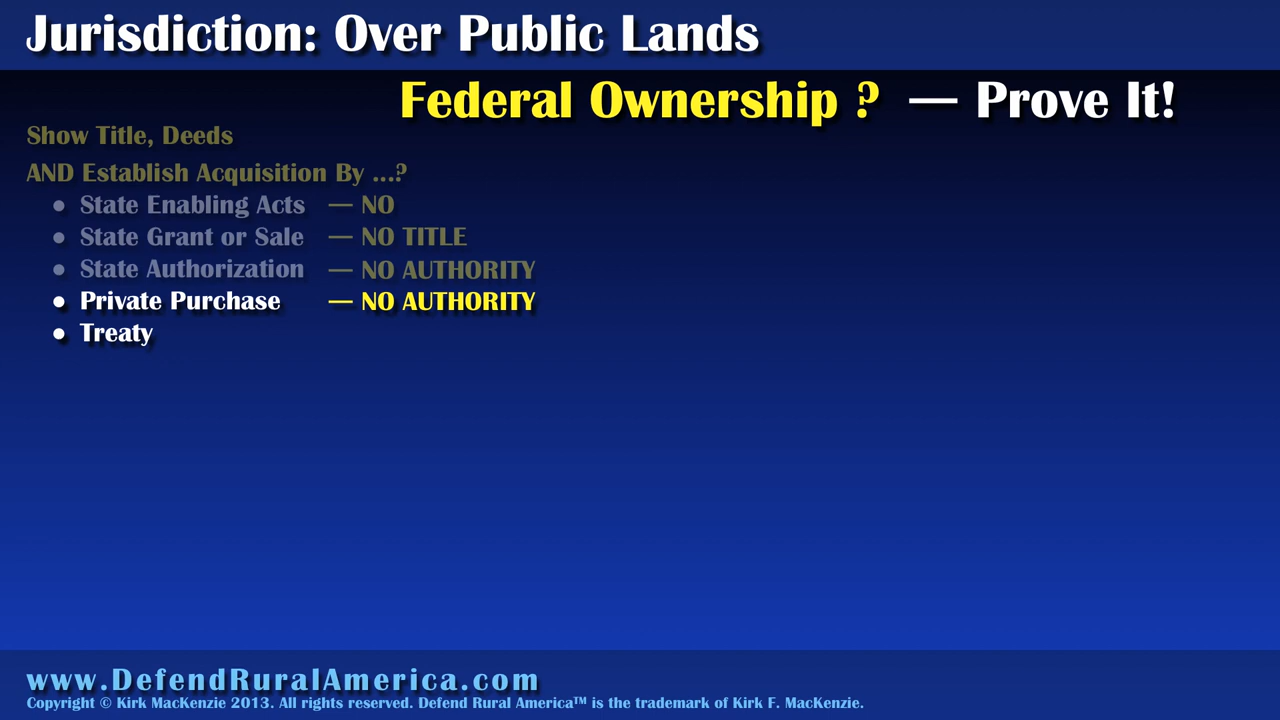 Jurisdiction: Over Public Lands
Federal Ownership ? — Prove It!
Show Title, Deeds
AND Establish Acquisition By ...?
● State Enabling Acts — NO
● State Grant or Sale — NO TITLE
● State Authorization — NO AUTHORITY
● Private Purchase — NO AUTHORITY
● Treaty
www.DefendRuralAmerica.com
Copyright © Kirk MacKenzie 2013. All rights reserved. Defend Rural America™ is the trademark of Kirk F. MacKenzie.